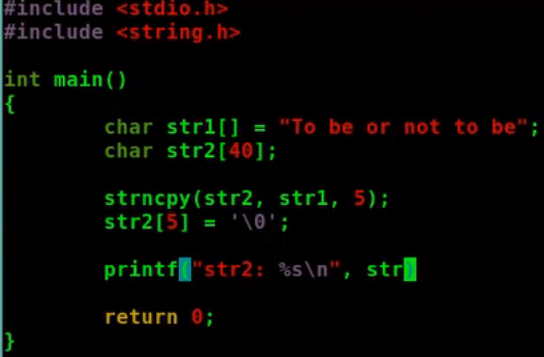 #include <stdio.h>
#include <string.h>
int main()
{
char str1[] = "To be or not to be";
char str2[40];
strncpy(str2, str1, 5);
str2[5] = '\0';
printf("str2: %s\n", str)
return 0;
}